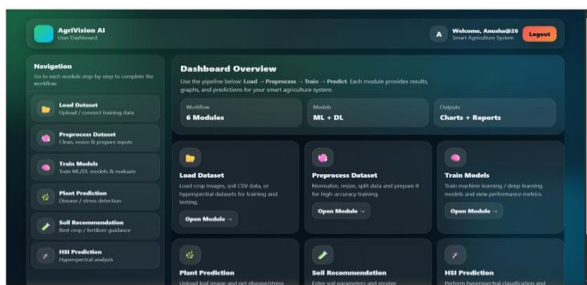 AgriVision AI
User Dashboard
A
Welcome, Anusha@26
Smart Agriculture System
Logout
Navigation
Go to each module step-by-step to complete the
workflow.
Load Dataset
Upload / connect training data
Preprocess Dataset
Clean, resize & prepare inputs
Train Models
Train ML/DL models & evaluate
Plant Prediction
Disease / stress detection
Soil Recommendation
Best crop / fertilizer guidance
HSI Prediction
Hyperspectral analysis
Dashboard Overview
Use the pipeline below: Load → Preprocess → Train → Predict. Each module provides results,
graphs, and predictions for your smart agriculture system.
Workflow
6 Modules
Models
ML + DL
Outputs
Charts + Reports
Load Dataset
Load crop images, soil CSV data, or
hyperspectral datasets for training and
testing.
Open Module →
Preprocess Dataset
Normalize, resize, split data and prepare it
for high-accuracy training.
Open Module →
Train Models
Train machine learning / deep learning
models and view performance metrics.
Open Module →
Plant Prediction
Upload leaf image and get disease/stress
Soil Recommendation
Enter soil parameters and receive
HSI Prediction
Perform hyperspectral classification and